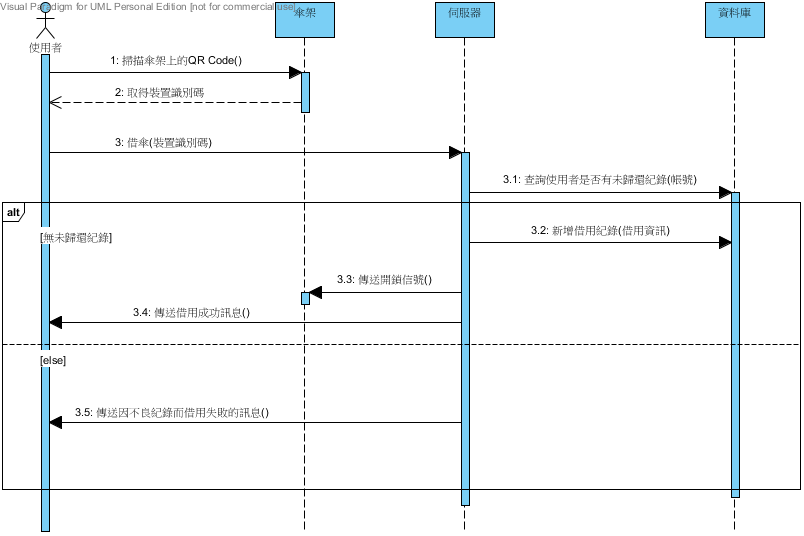 Visual Paradigm for UML Personal Edition [not for commercial use]
傘架
伺服器
資料庫
使用者
1: 掃描傘架上的QR Code()
2: 取得裝置識別碼
3: 借傘(裝置識別碼)
3.1: 查詢使用者是否有未歸還紀錄(帳號)
alt
[無未歸還紀錄]
3.2: 新增借用紀錄(借用資訊)
3.3: 傳送開鎖信號()
3.4: 傳送借用成功訊息()
[else]
3.5: 傳送因不良紀錄而借用失敗的訊息()